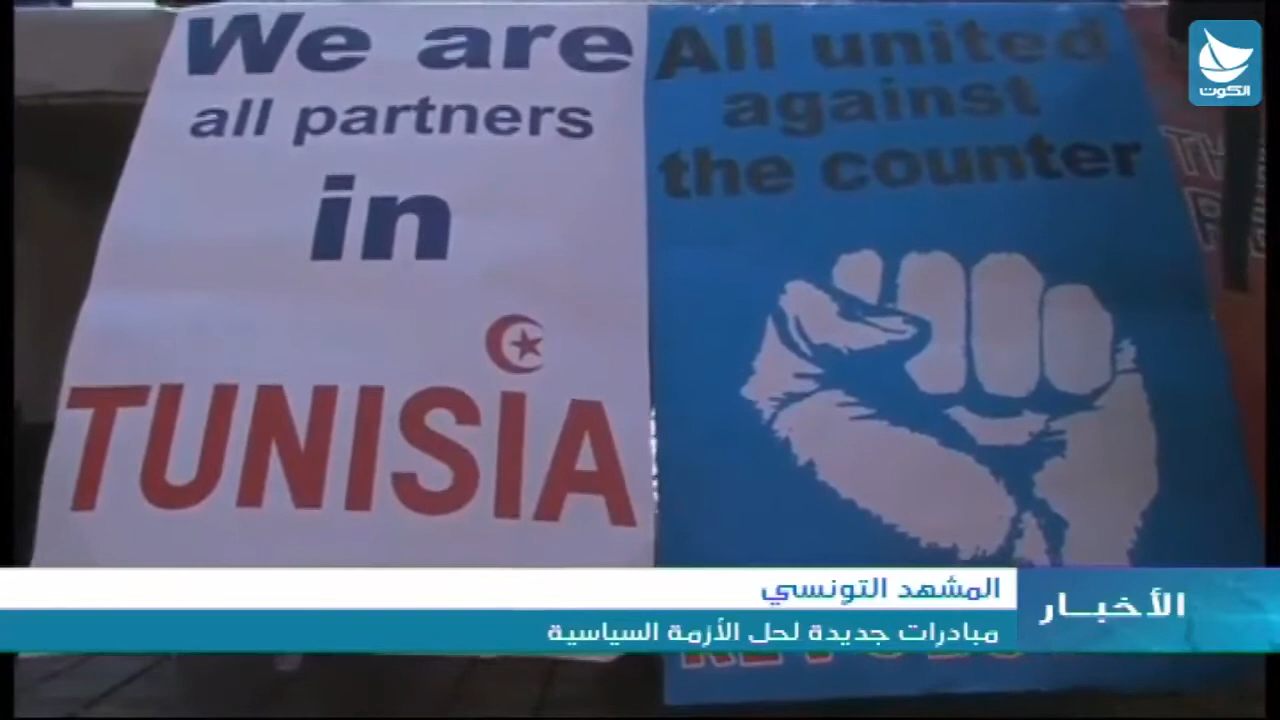 We are
all partners
in
TUNISIA
All united
against
the counter
الكوت
الأخبار
المشهد التونسي
مبادرات جديدة لحل الأزمة السياسية